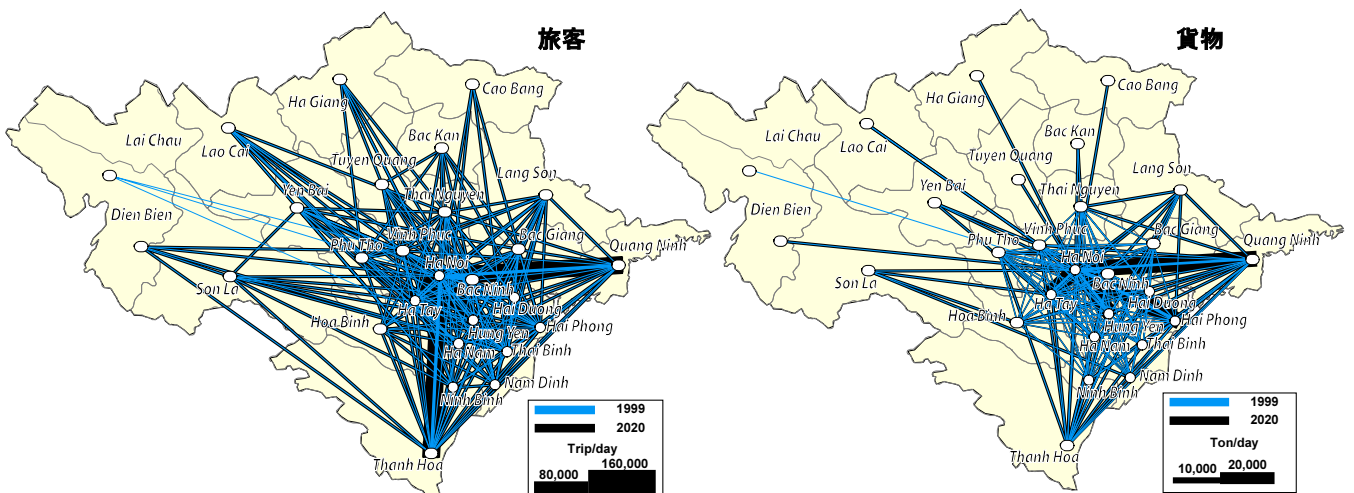 旅客
Ha Giang
Cao Bang
Lai Chau
Lao Cai
Bac Kan
Tuyen Quang
Lang Son
Yen Bai
Thai Nguyen
Dien Bien
Vinh Phuc
Bac Giang
Phu Tho
Quang Ninh
Ha Noi
Son La
Bac Ninh
Ha Tay
Hai Duong
Hoa Binh
Hung Yen
Hai Phong
Ha Nam
Thai Binh
Nam Dinh
Ninh Binh
Thanh Hoa
1999
2020
Trip/day
80,000
160,000
貨物
Ha Giang
Cao Bang
Lai Chau
Lao Cai
Bac Kan
Tuyen Quang
Lang Son
Yen Bai
Thai Nguyen
Dien Bien
Vinh Phuc
Bac Giang
Phu Tho
Quang Ninh
Ha Noi
Son La
Bac Ninh
Ha Tay
Hai Duong
Hoa Binh
Hung Yen
Hai Phong
Ha Nam
Thai Binh
Nam Dinh
Ninh Binh
Thanh Hoa
1999
2020
Ton/day
10,000
20,000